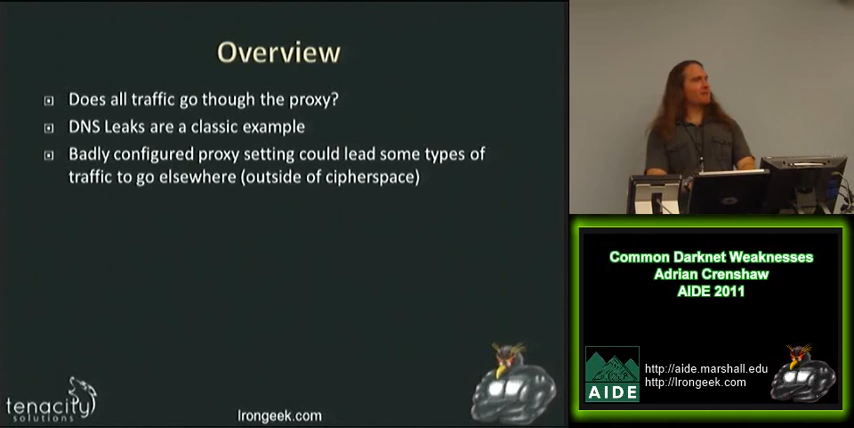 Overview
Does all traffic go though the proxy?
DNS Leaks are a classic example
Badly configured proxy setting could lead some types of
traffic to go elsewhere (outside of cipherspace)
tenacity
solutions
Irongeek.com
Common Darknet Weaknesses
Adrian Crenshaw
AIDE 2011
AIDE
http://aide.marshall.edu
http://Irongeek.com